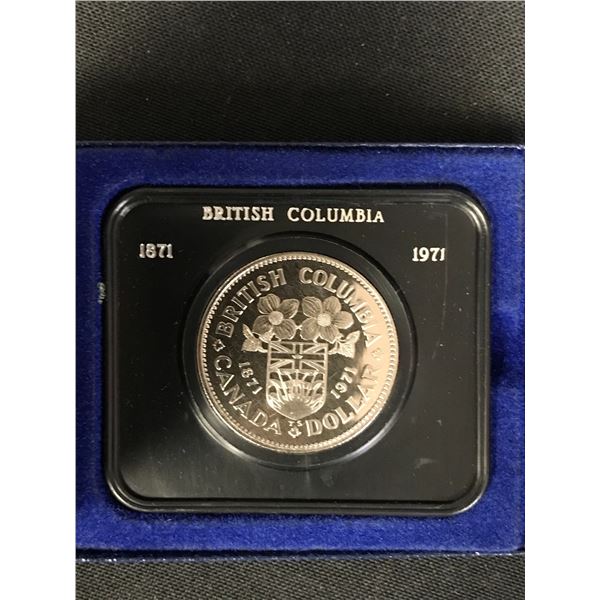 BRITISH COLUMBIA
1871 1971
BRITISH COLUMBIA
1871 1971
CANADA DOLLAR
T.S